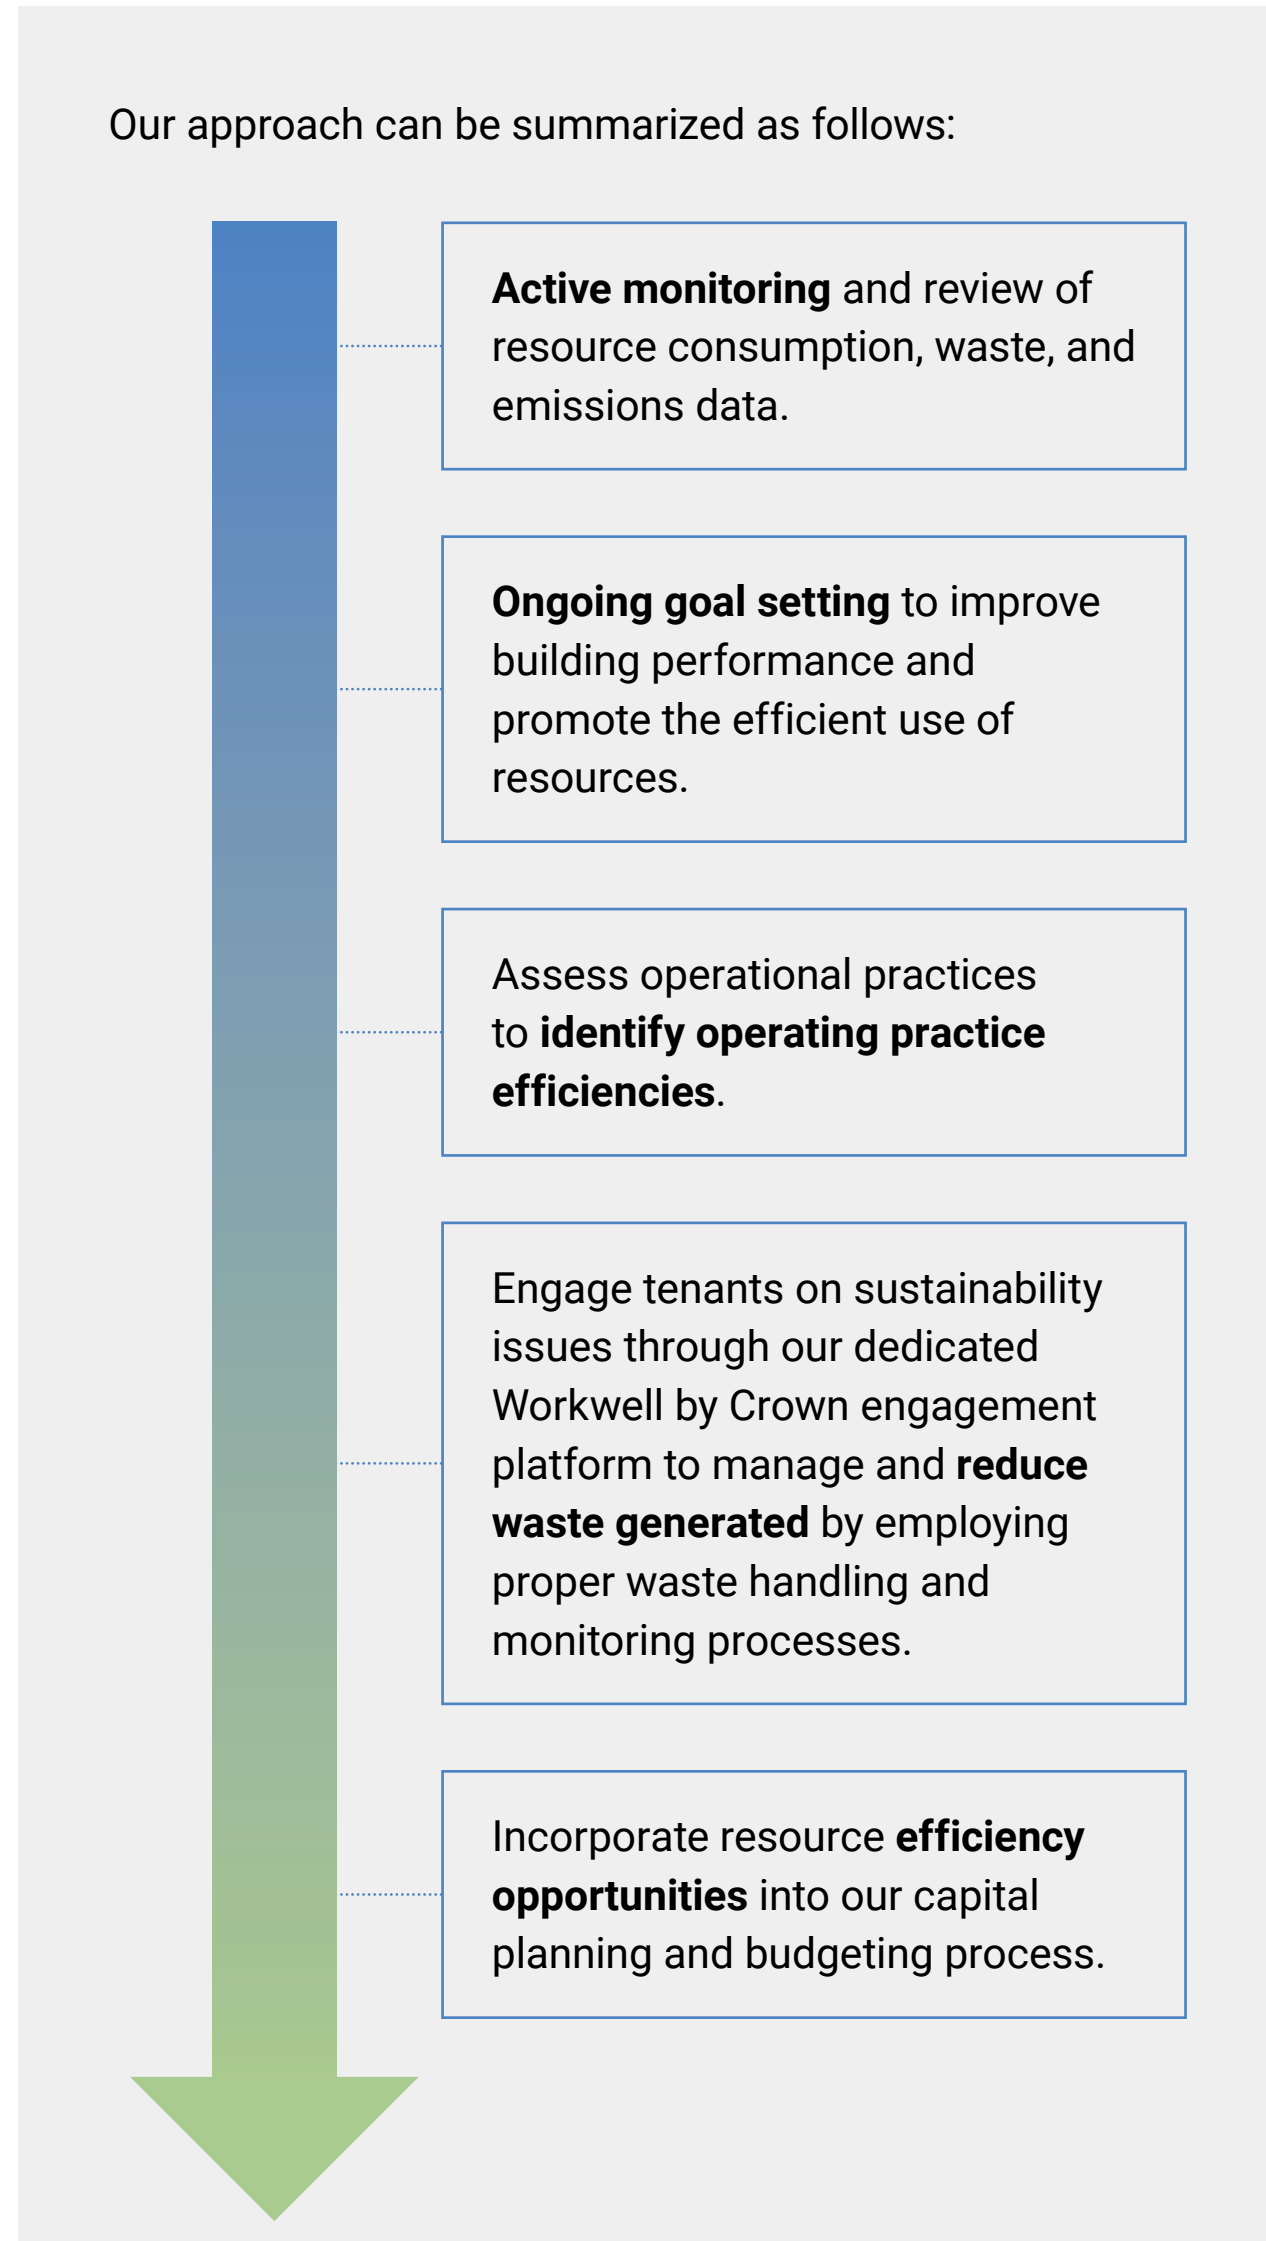 Our approach can be summarized as follows:
Active monitoring and review of
resource consumption, waste, and
emissions data.
Ongoing goal setting to improve
building performance and
promote the efficient use of
resources.
Assess operational practices
to identify operating practice
efficiencies.
Engage tenants on sustainability
issues through our dedicated
Workwell by Crown engagement
platform to manage and reduce
waste generated by employing
proper waste handling and
monitoring processes.
Incorporate resource efficiency
opportunities into our capital
planning and budgeting process.